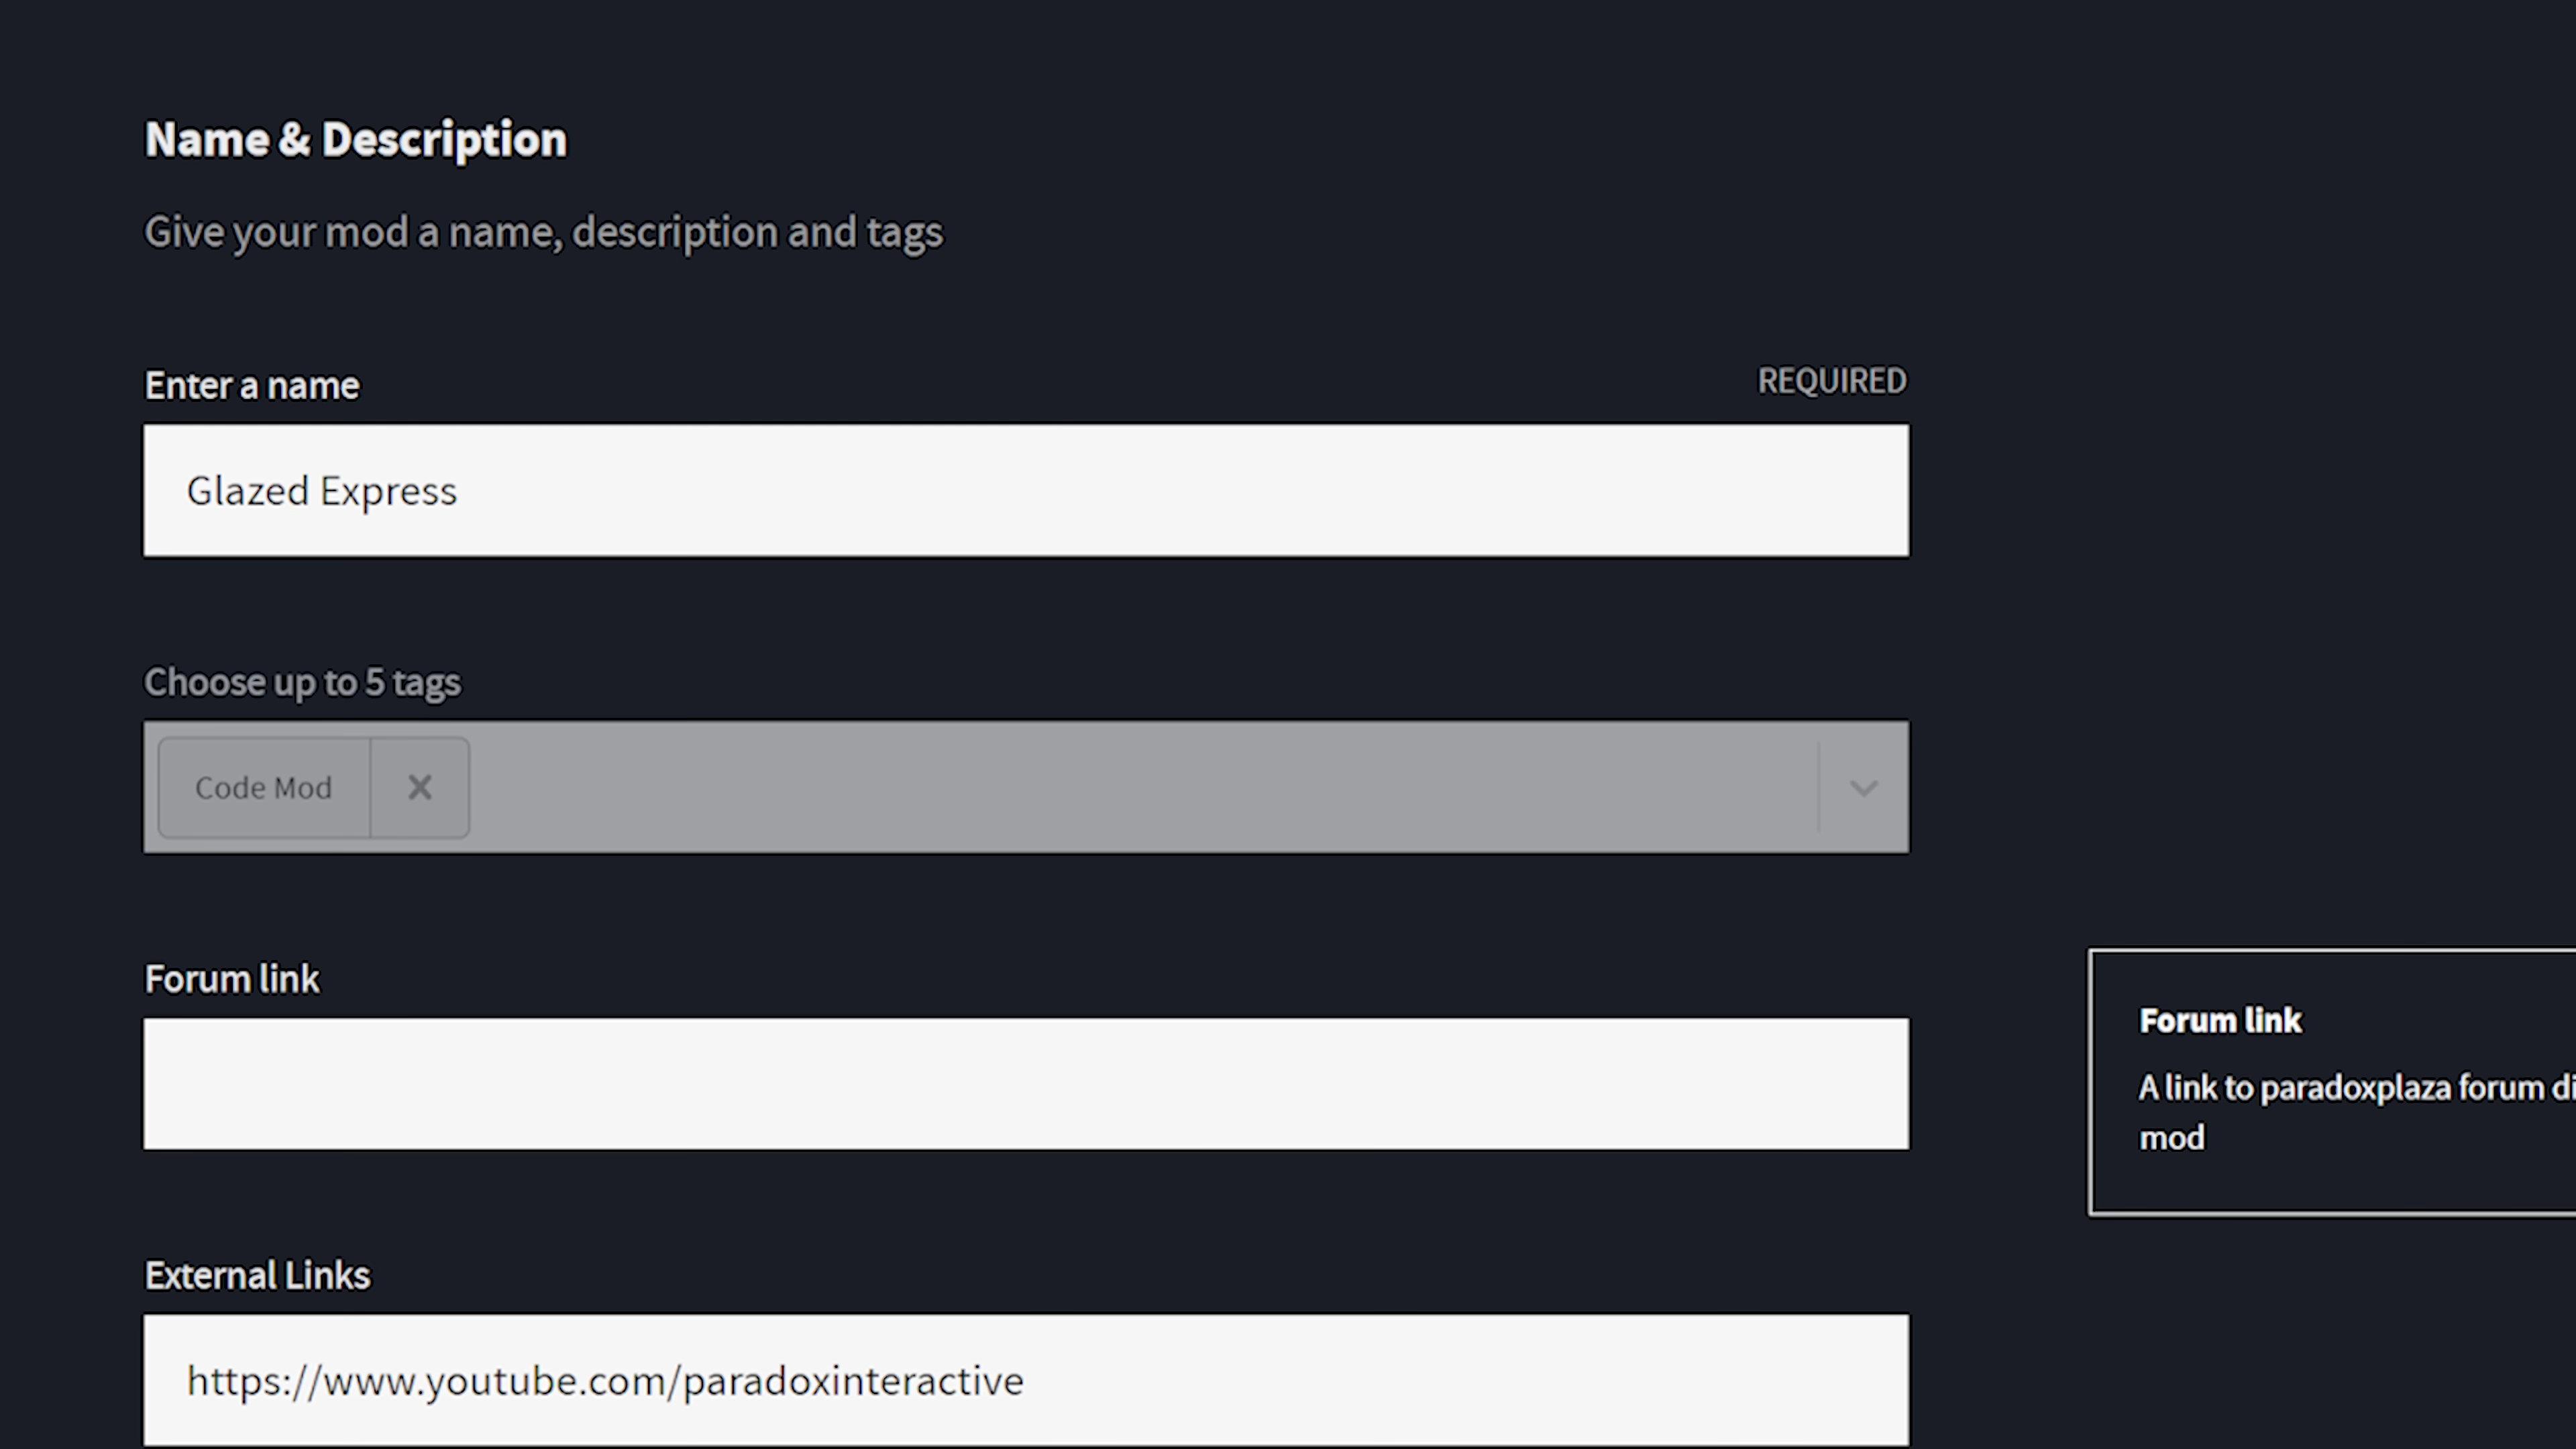 Name & Description
Give your mod a name, description and tags
Enter a name
REQUIRED
Glazed Express
Choose up to 5 tags
Code Mod
Forum link
Forum link
A link to paradoxplaza forum
mod
External Links
https://www.youtube.com/paradoxinteractive